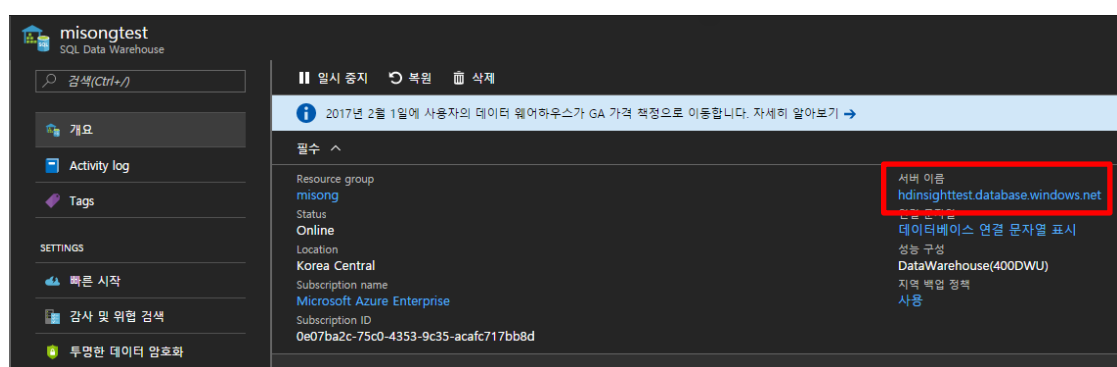 misongtest
SQL Data Warehouse
검색(Ctrl+/)
개요
Activity log
Tags
SETTINGS
빠른 시작
감사 및 위협 검색
투명한 데이터 암호화
일시 중지 복원 삭제
2017년 2월 1일에 사용자의 데이터 웨어하우스가 GA 가격 책정으로 이동합니다. 자세히 알아보기 →
필수
Resource group
misong
Status
Online
Location
Korea Central
Subscription name
Microsoft Azure Enterprise
Subscription ID
0e07ba2c-75c0-4353-9c35-acafc717bb8d
서버 이름
hdinsighttest.database.windows.net
연결 문자열
데이터베이스 연결 문자열 표시
성능 구성
DataWarehouse(400DWU)
지역 백업 정책
사용